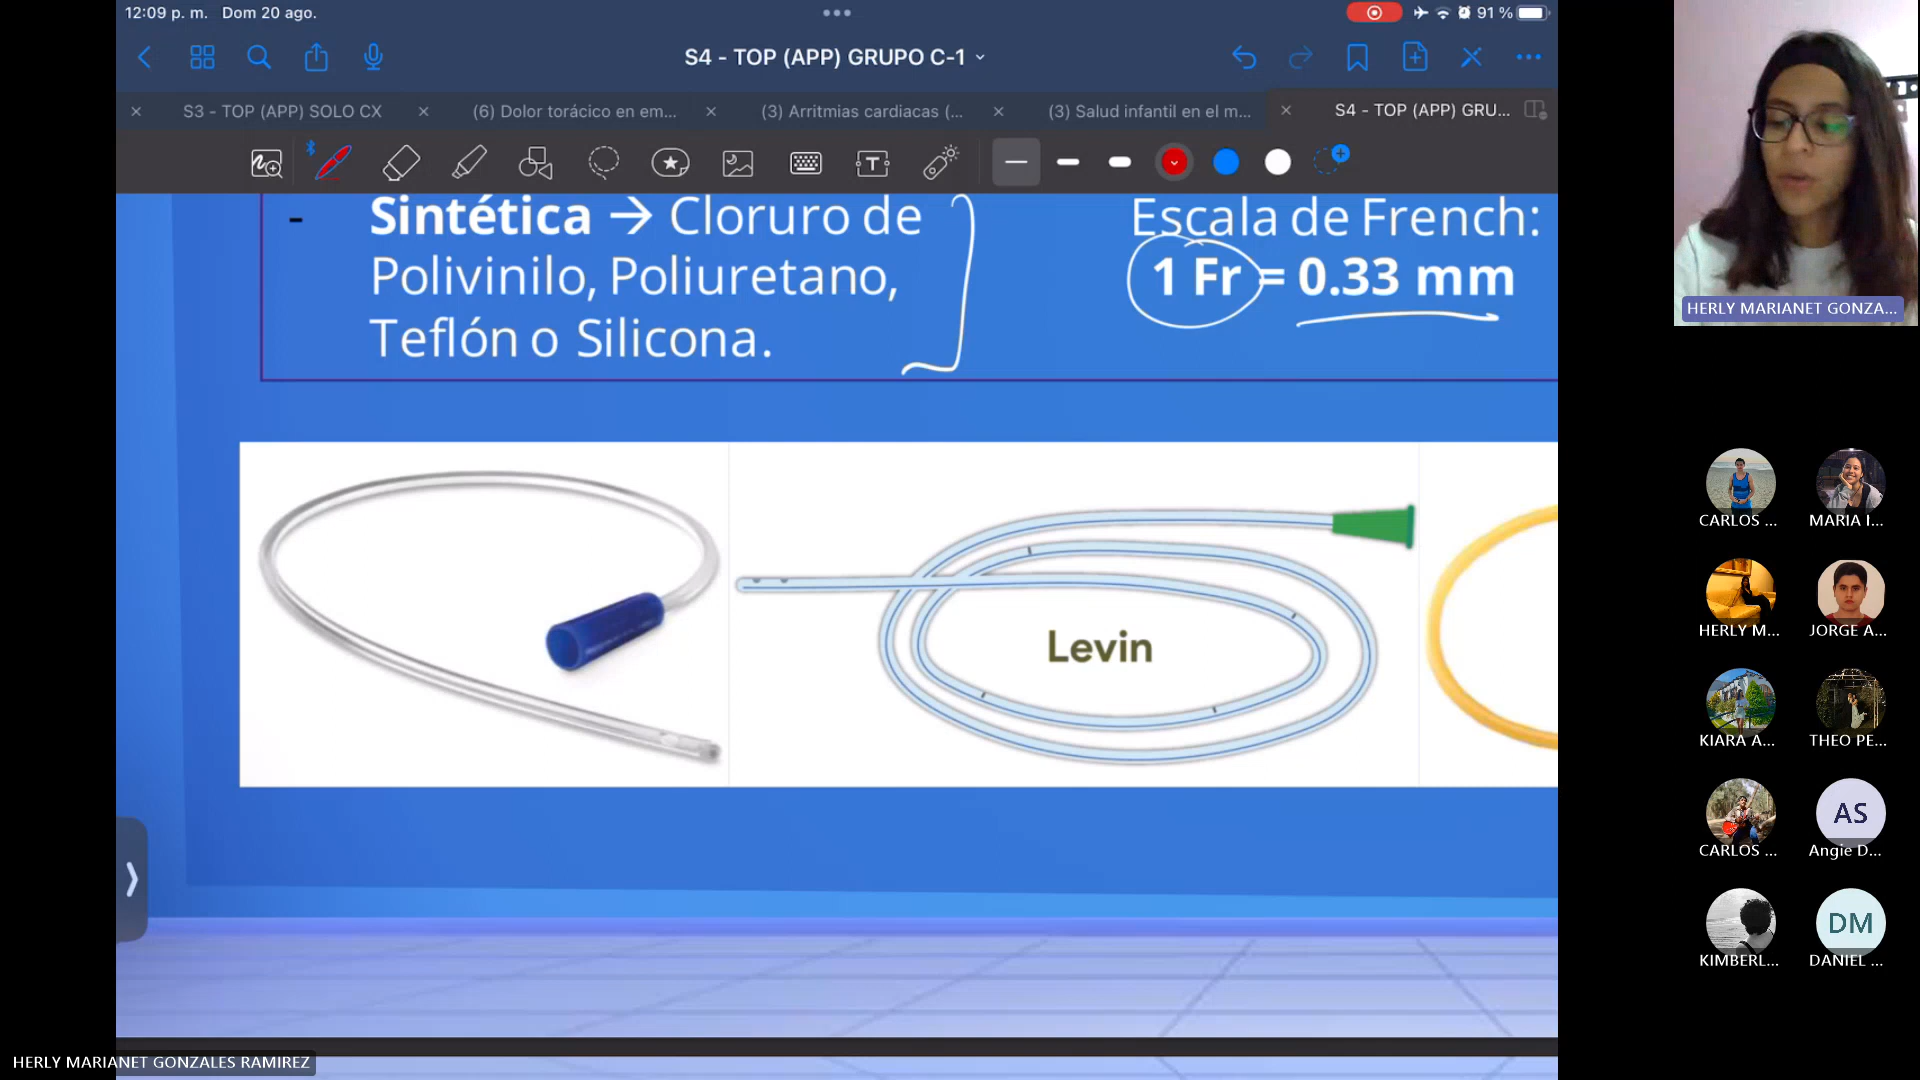 12:09 p. m. Dom 20 ago.
91 %
S4 - TOP (APP) GRUPO C-1
S3 - TOP (APP) SOLO CX
(6) Dolor torácico en em...
(3) Arritmias cardiacas (...
(3) Salud infantil en el m...
S4 - TOP (APP) GRU...
- Sintética → Cloruro de
Polivinilo, Poliuretano,
Teflón o Silicona.
Escala de French:
1 Fr = 0.33 mm
Levin
HERLY MARIANET GONZA...
CARLOS ...
MARIA I...
HERLY M...
JORGE A...
KIARA A...
THEO PE...
CARLOS ...
AS
Angie D...
KIMBERL...
DM
DANIEL ...
HERLY MARIANET GONZALES RAMIREZ